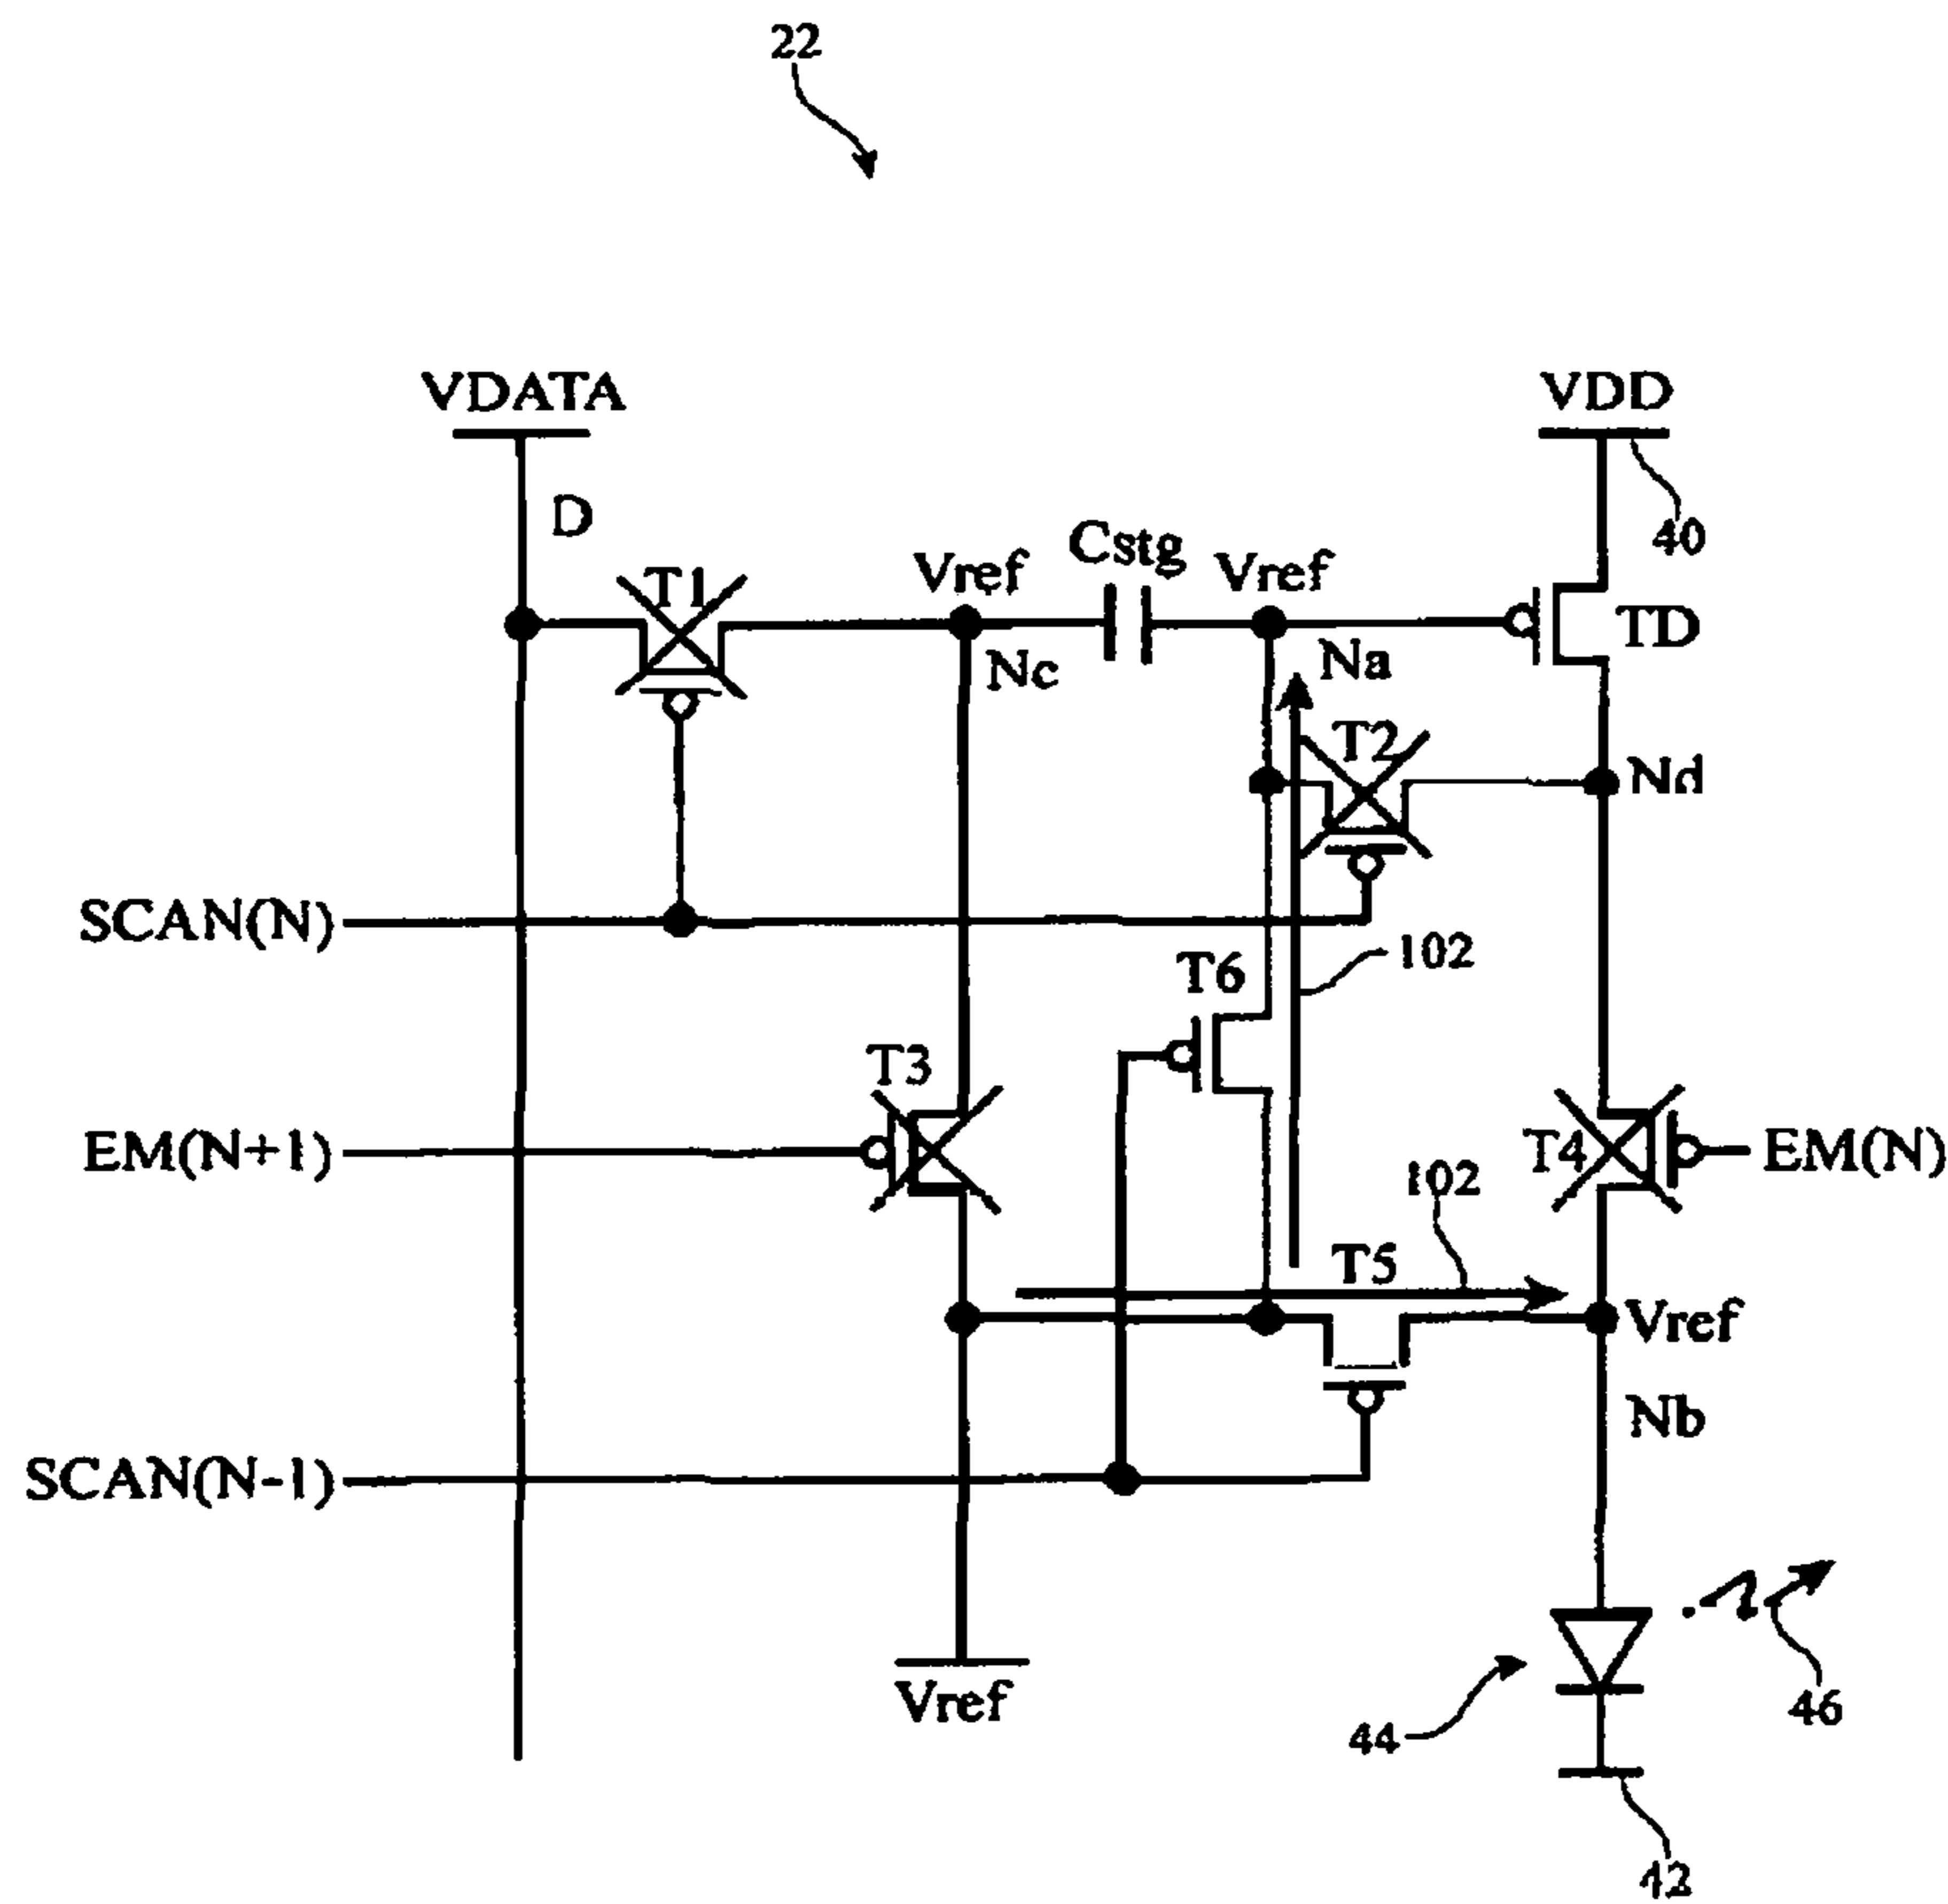 22
VDATA
VDD
D
40
Cstg
Vref
Vref
T1
TD
Nc
Na
T2
Nd
SCAN(N)
102
T6
T3
EM(N+1)
T4
EM(N)
102
T5
Vref
Nb
SCAN(N-1)
Vref
46
44
42